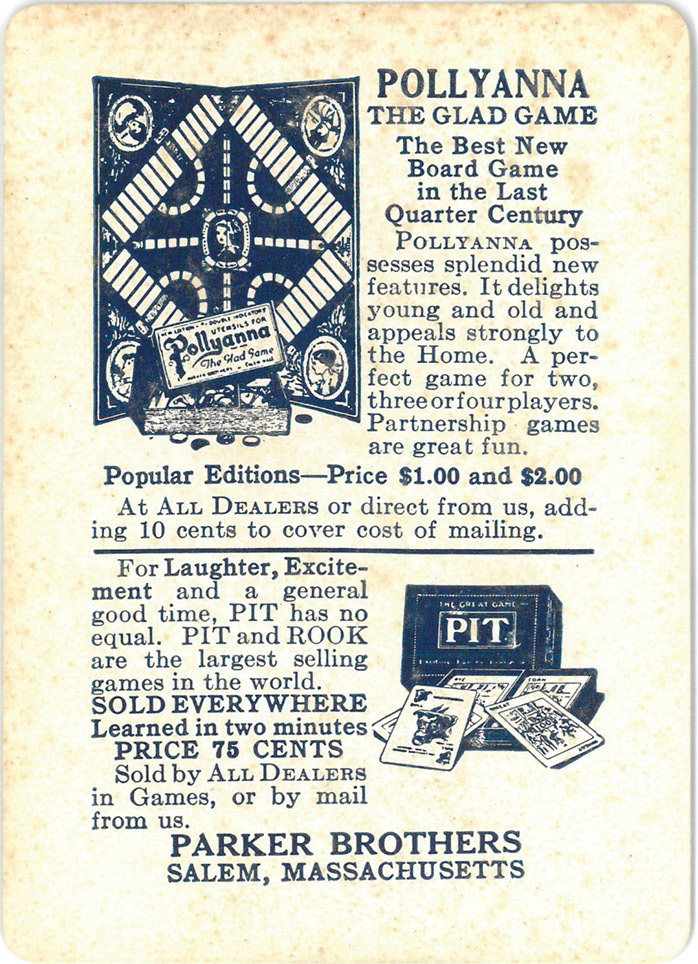 POLLYANNA
THE GLAD GAME
The Best New
Board Game
in the Last
Quarter Century
POLLYANNA pos-
sesses splendid new
features. It delights
young and old and
appeals strongly to
the Home. A per-
fect game for two,
three or four players.
Partnership games
are great fun.
UTENSILS FOR
Pollyanna
The Glad Game
Popular Editions—Price $1.00 and $2.00
At ALL DEALERS or direct from us, add-
ing 10 cents to cover cost of mailing.
For Laughter, Excite-
ment and a general
good time, PIT has no
equal. PIT and ROOK
are the largest selling
games in the world.
SOLD EVERYWHERE
Learned in two minutes
PRICE 75 CENTS
Sold by ALL DEALERS
in Games, or by mail
from us.
THE GREAT GAME
PIT
PARKER BROTHERS
SALEM, MASSACHUSETTS